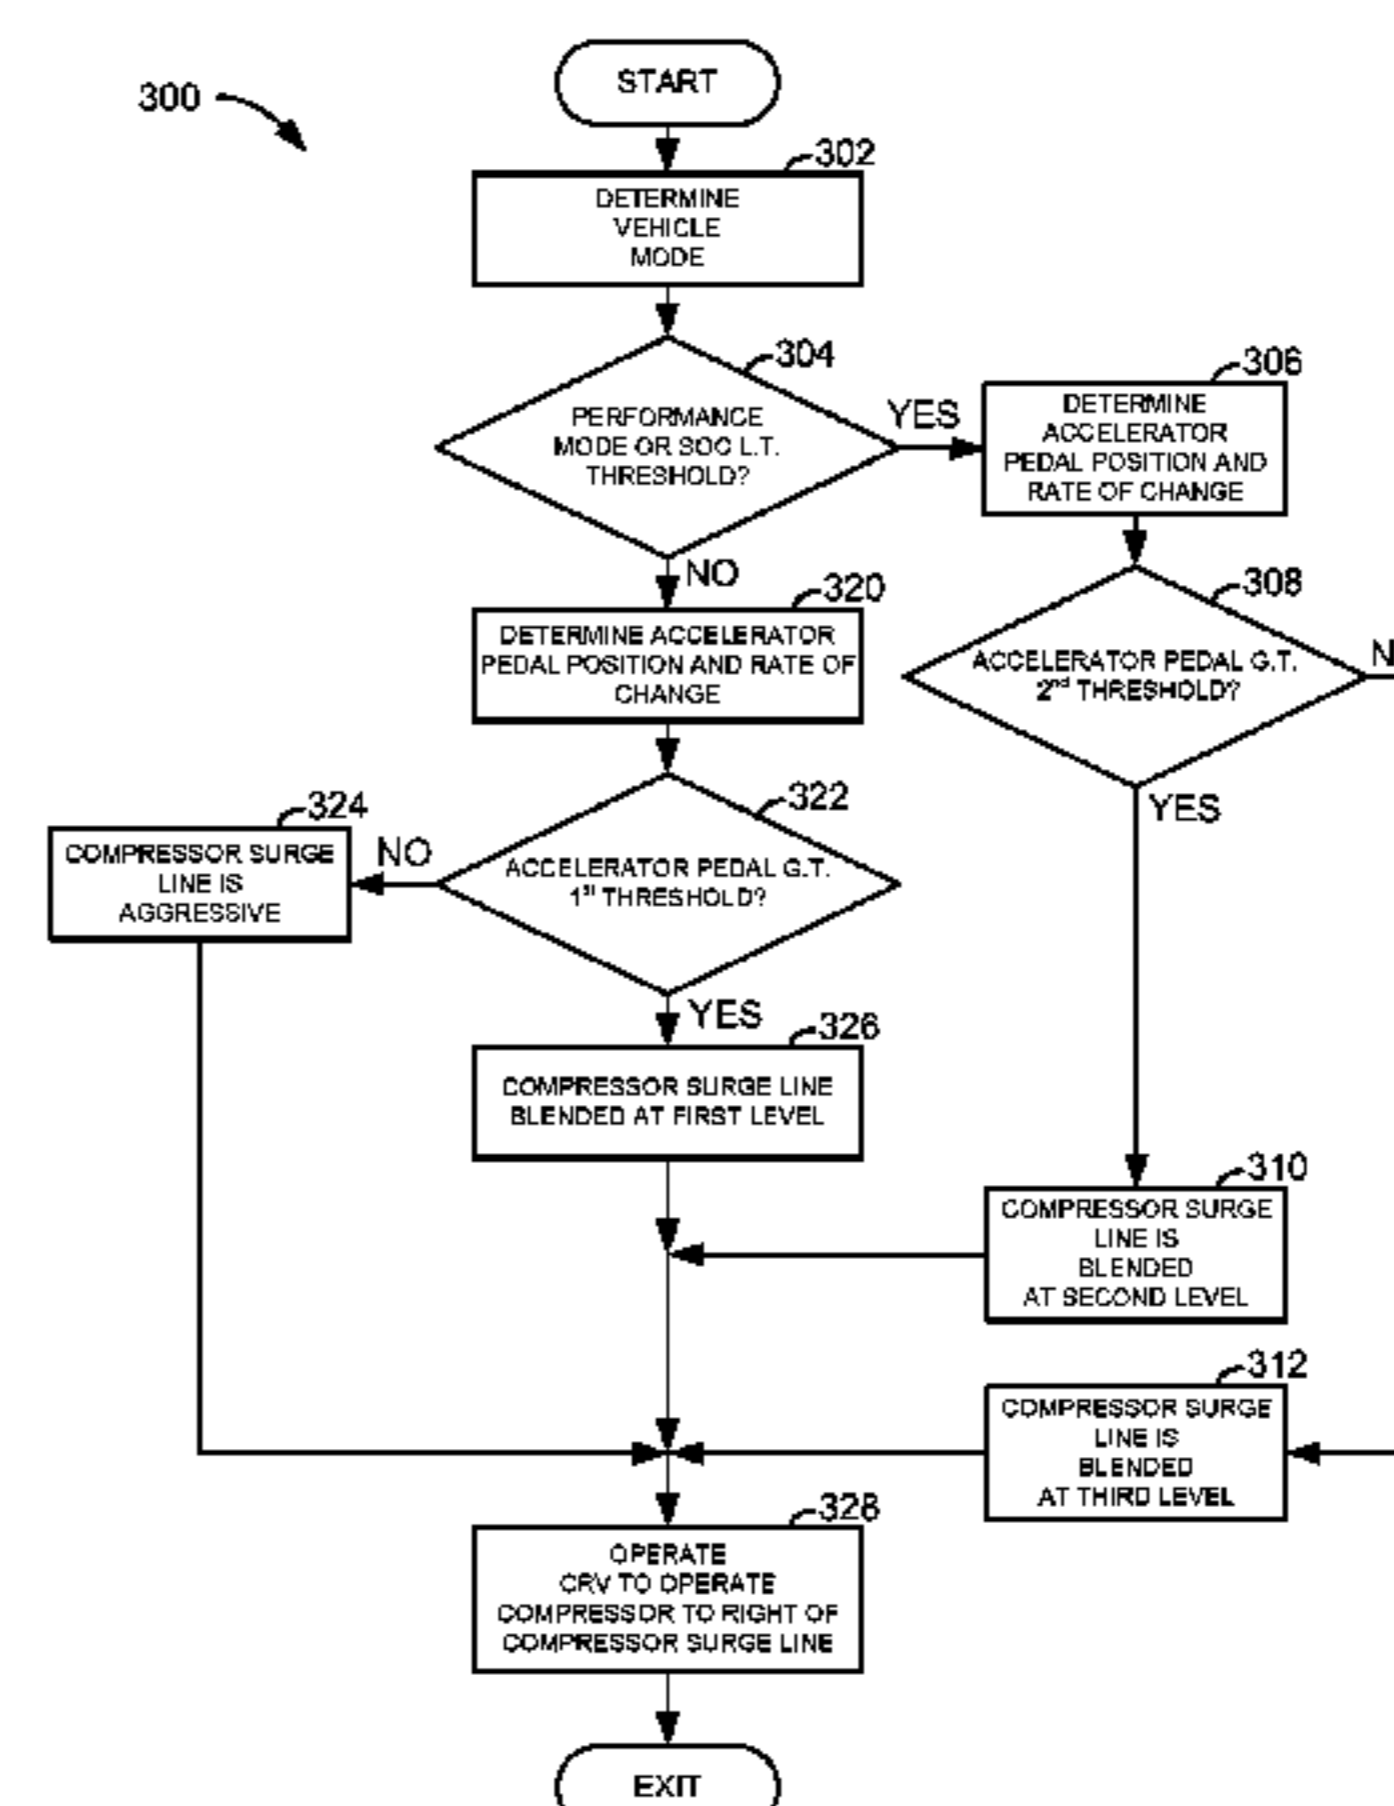 START
300
302
DETERMINE
VEHICLE
MODE
304
PERFORMANCE
MODE OR SOC L.T.
THRESHOLD?
YES
306
DETERMINE
ACCELERATOR
PEDAL POSITION AND
RATE OF CHANGE
NO
320
DETERMINE ACCELERATOR
PEDAL POSITION AND RATE OF
CHANGE
308
ACCELERATOR PEDAL G.T.
2nd THRESHOLD?
N
YES
322
ACCELERATOR PEDAL G.T.
1st THRESHOLD?
NO
324
COMPRESSOR SURGE
LINE IS
AGGRESSIVE
YES
326
COMPRESSOR SURGE LINE
BLENDED AT FIRST LEVEL
310
COMPRESSOR SURGE
LINE IS
BLENDED
AT SECOND LEVEL
312
COMPRESSOR SURGE
LINE IS
BLENDED
AT THIRD LEVEL
328
OPERATE
CRV TO OPERATE
COMPRESSOR TO RIGHT OF
COMPRESSOR SURGE LINE
EXIT